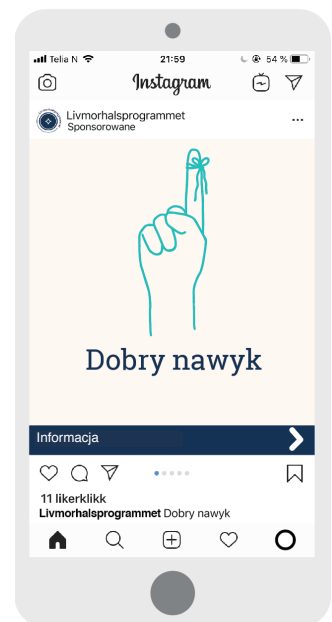 Telia N 21:59 54 %
Instagram
Livmorhalsprogrammet
Sponsorowane
Dobry nawyk
Informacja
11 likerklikk
Livmorhalsprogrammet Dobry nawyk